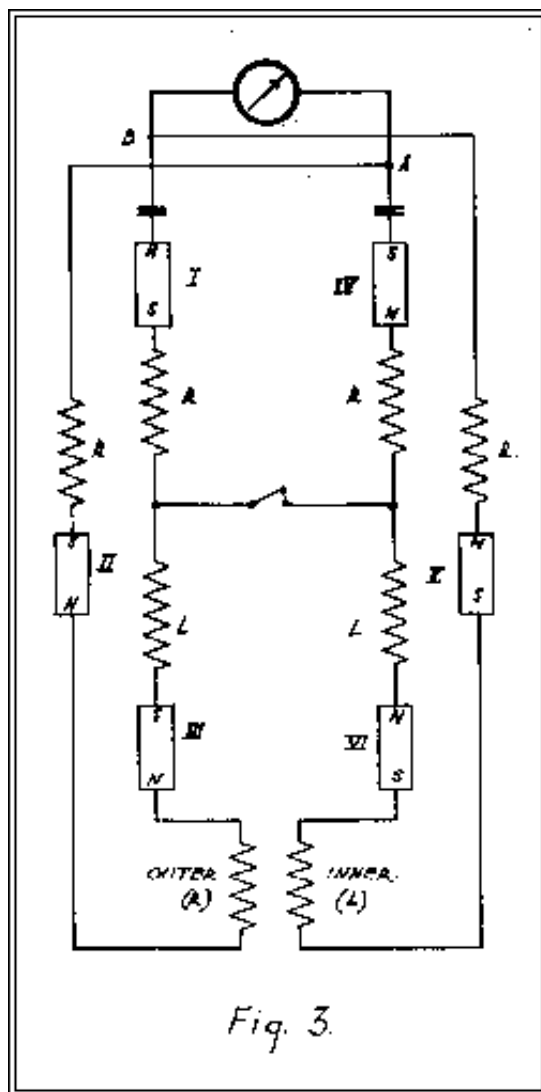 B
A
N S
I IV
S N
R R
R
S N
II V
N S
L L
S N
III VI
N S
OUTER INNER
(R) (L)
Fig. 3.